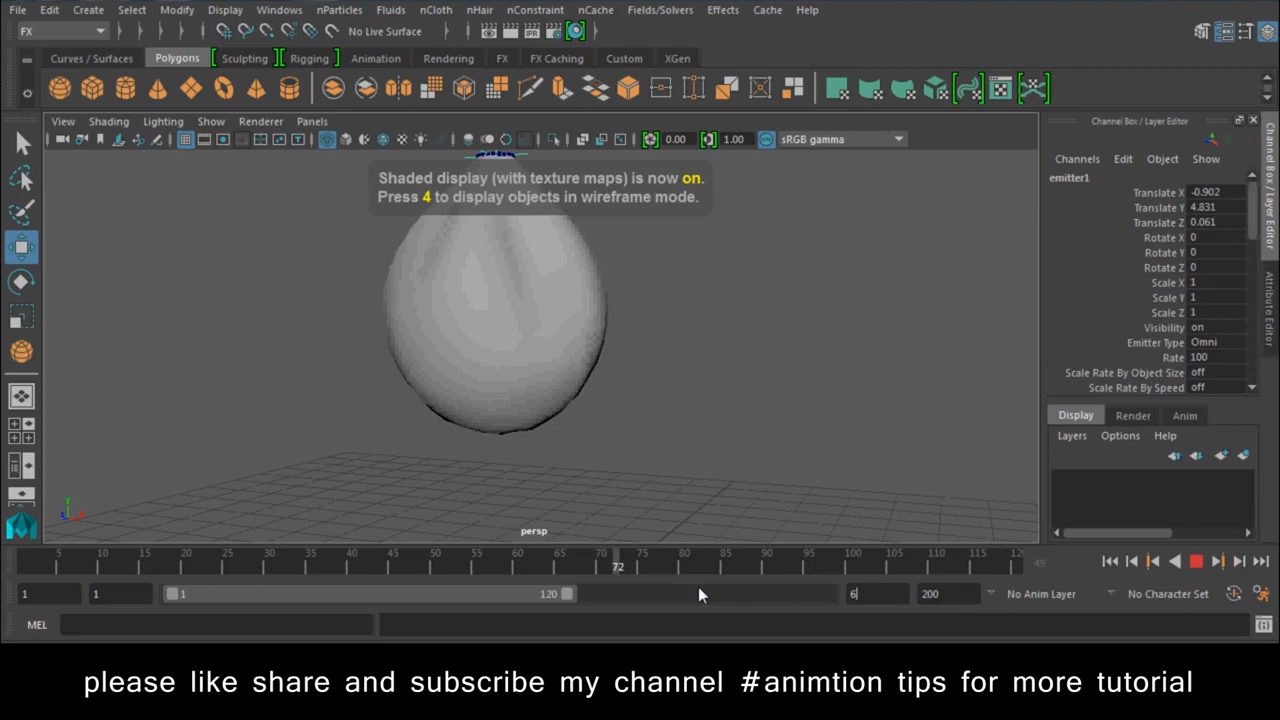 File Edit Create Select Modify Display Windows nParticles Fluids nCloth nHair nConstraint nCache Fields/Solvers Effects Cache Help
FX No Live Surface
Curves / Surfaces Polygons Sculpting Rigging Animation Rendering FX FX Caching Custom XGen
View Shading Lighting Show Renderer Panels
0.00 1.00 sRGB gamma
Shaded display (with texture maps) is now on.
Press 4 to display objects in wireframe mode.
persp
Channel Box / Layer Editor
Channels Edit Object Show
emitter1
Translate X -0.902
Translate Y 4.831
Translate Z 0.061
Rotate X 0
Rotate Y 0
Rotate Z 0
Scale X 1
Scale Y 1
Scale Z 1
Visibility on
Emitter Type Omni
Rate 100
Scale Rate By Object Size off
Scale Rate By Speed off
Display Render Anim
Layers Options Help
Channel Box / Layer Editor
Attribute Editor
5 10 15 20 25 30 35 40 45 50 55 60 65 70 75 80 85 90 95 100 105 110 115 12
72
49
1 1 1 120 6 200 No Anim Layer No Character Set
MEL
please like share and subscribe my channel #animtion tips for more tutorial